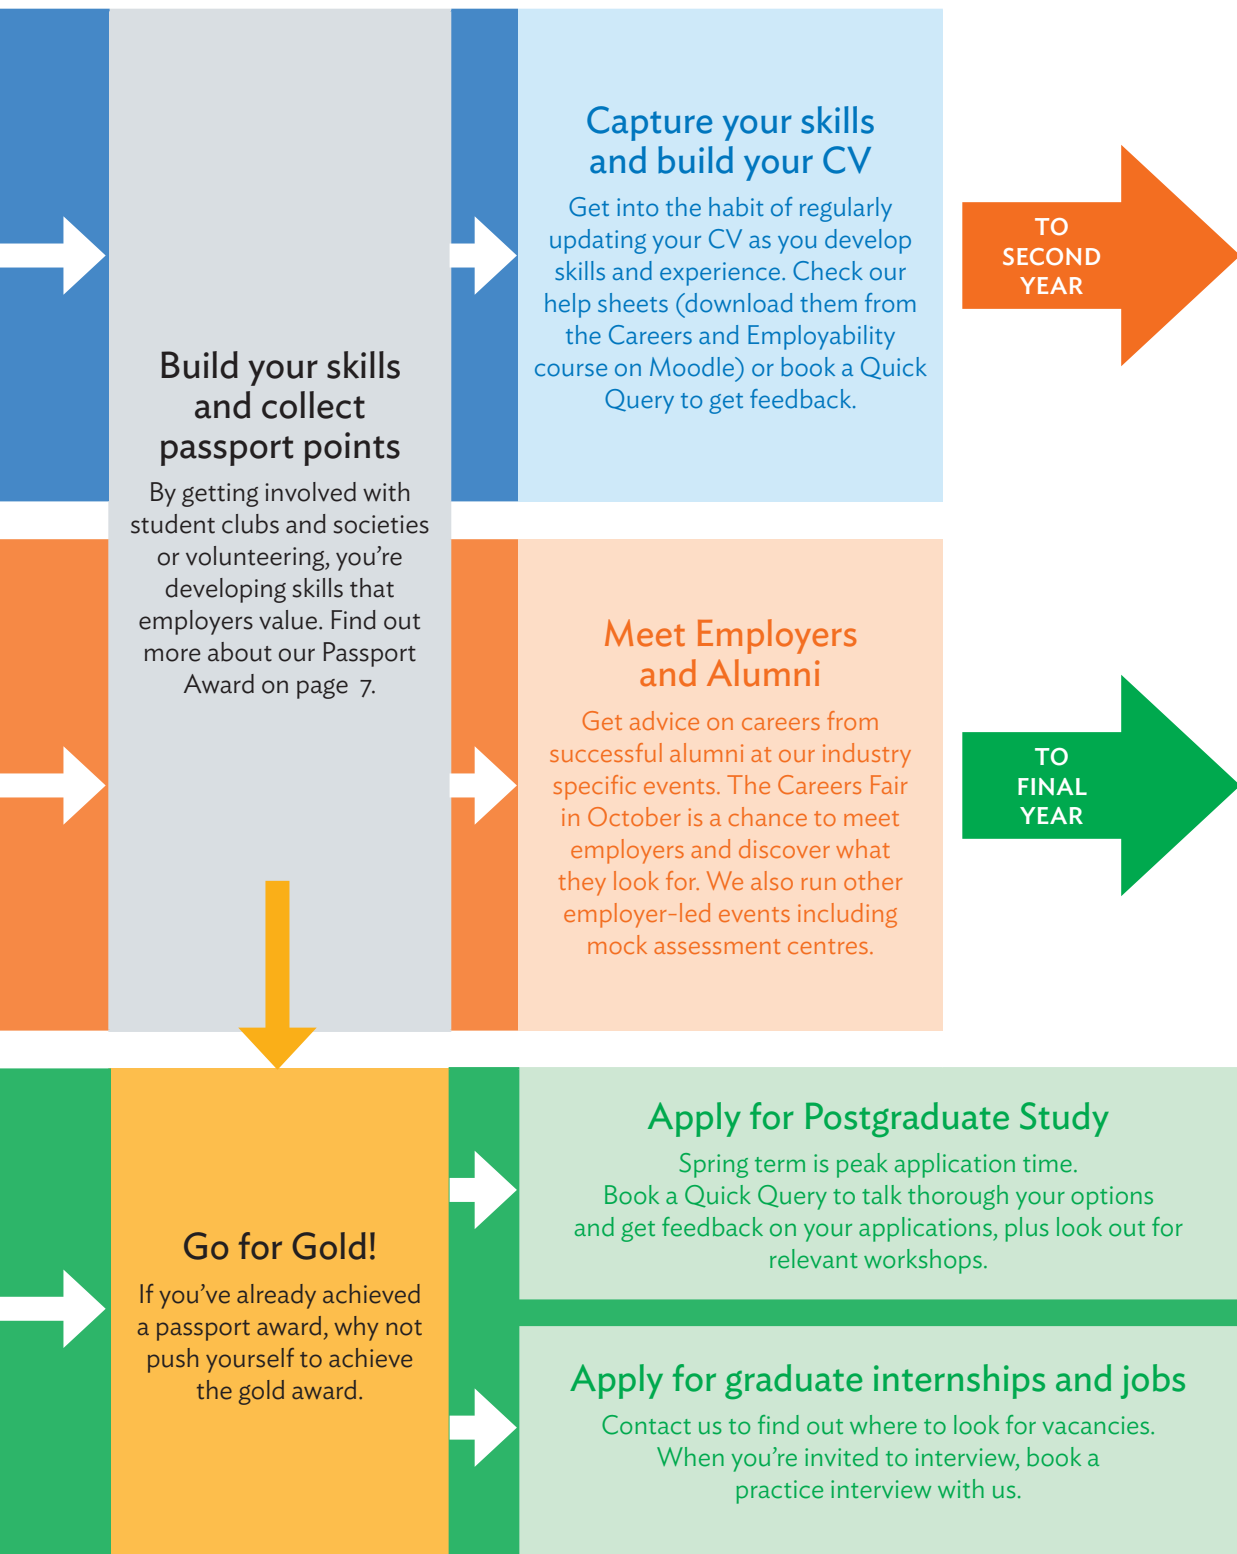 Build your skills
and collect
passport points
By getting involved with
student clubs and societies
or volunteering, you’re
developing skills that
employers value. Find out
more about our Passport
Award on page 7.
Capture your skills
and build your CV
Get into the habit of regularly
updating your CV as you develop
skills and experience. Check our
help sheets (download them from
the Careers and Employability
course on Moodle) or book a Quick
Query to get feedback.
TO
SECOND
YEAR
Meet Employers
and Alumni
Get advice on careers from
successful alumni at our industry
specific events. The Careers Fair
in October is a chance to meet
employers and discover what
they look for. We also run other
employer-led events including
mock assessment centres.
TO
FINAL
YEAR
Go for Gold!
If you’ve already achieved
a passport award, why not
push yourself to achieve
the gold award.
Apply for Postgraduate Study
Spring term is peak application time.
Book a Quick Query to talk thorough your options
and get feedback on your applications, plus look out for
relevant workshops.
Apply for graduate internships and jobs
Contact us to find out where to look for vacancies.
When you’re invited to interview, book a
practice interview with us.